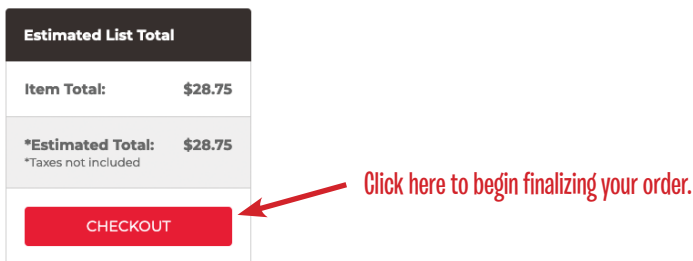 Estimated List Total
Item Total: $28.75
*Estimated Total: $28.75
*Taxes not included
Click here to begin finalizing your order.
CHECKOUT